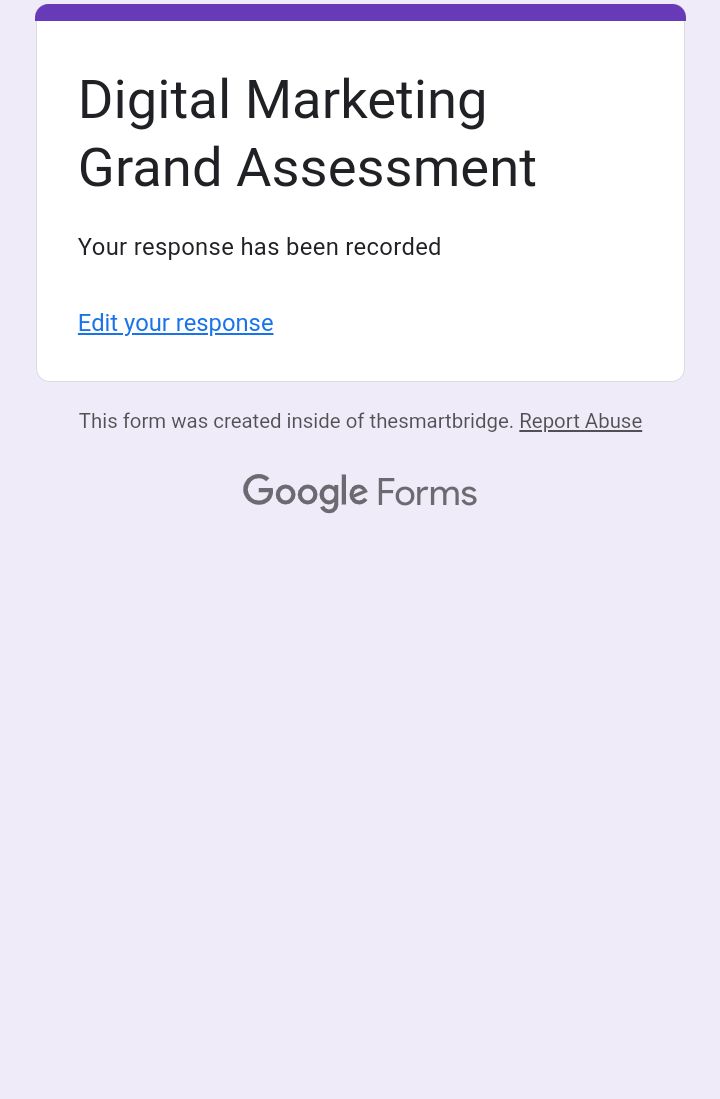 Digital Marketing
Grand Assessment
Your response has been recorded
Edit your response
This form was created inside of thesmartbridge. Report Abuse
Google Forms